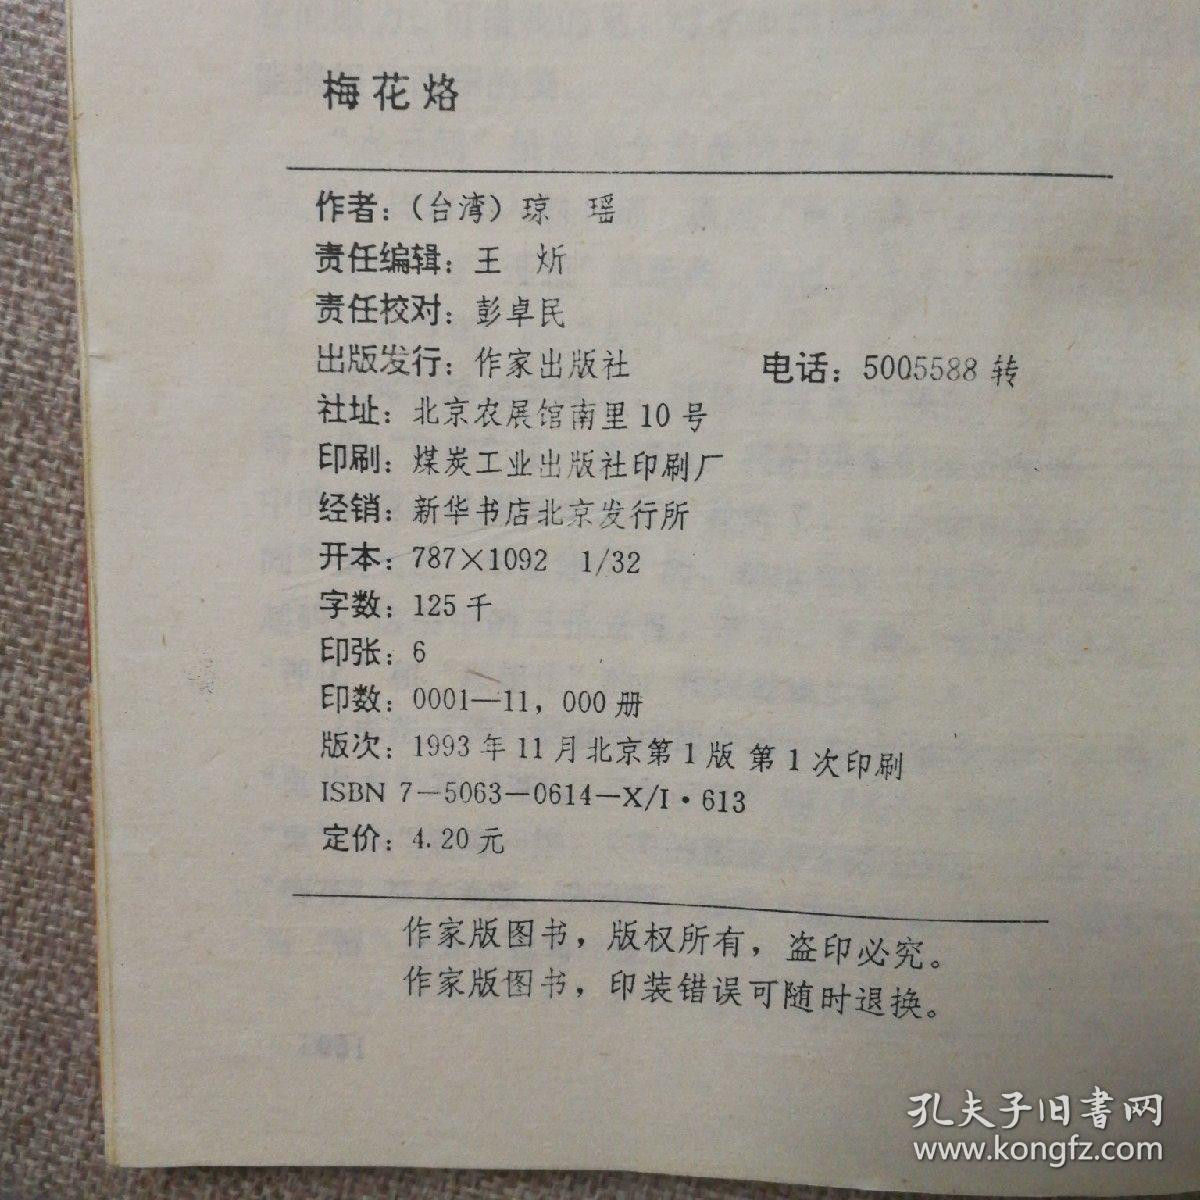 梅花烙
作者：（台湾）琼 瑶
责任编辑：王 炘
责任校对：彭卓民
出版发行：作家出版社 电话：5005588 转
社址：北京农展馆南里 10 号
印刷：煤炭工业出版社印刷厂
经销：新华书店北京发行所
开本：787×1092 1/32
字数：125 千
印张：6
印数：0001—11，000 册
版次：1993 年 11 月北京第 1 版 第 1 次印刷
ISBN 7-5063-0614-X/I·613
定价：4.20 元
作家版图书，版权所有，盗印必究。
作家版图书，印装错误可随时退换。
孔夫子旧书网
www.kongfz.com